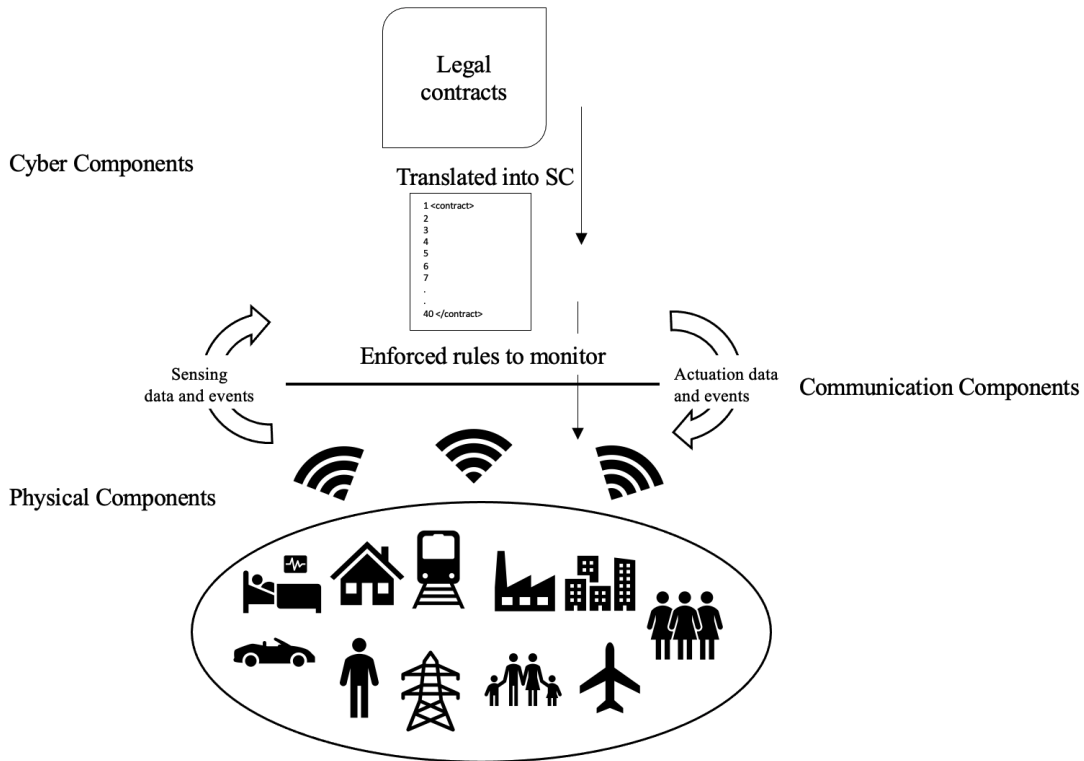 Legal
contracts
Cyber Components
Translated into SC
1 <contract>
2
3
4
5
6
7
.
.
40 </contract>
Enforced rules to monitor
Sensing
data and events
Actuation data
and events
Communication Components
Physical Components